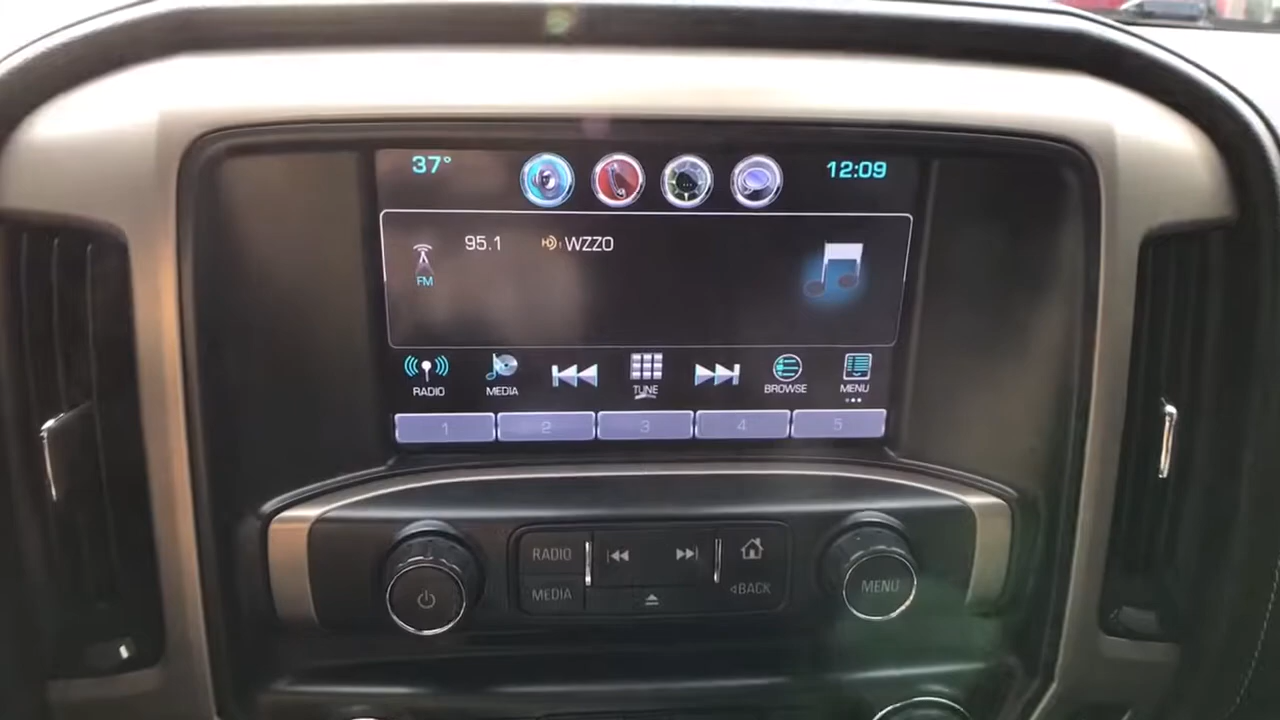 37° 12:09
95.1 HD WZZO
FM
RADIO MEDIA TUNE BROWSE MENU
1 2 3 4 5
RADIO
MEDIA ◃BACK MENU